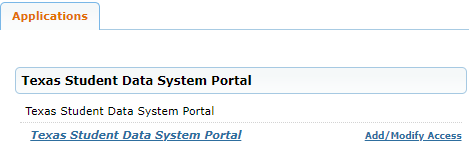 Applications
Texas Student Data System Portal
Texas Student Data System Portal
Texas Student Data System Portal Add/Modify Access